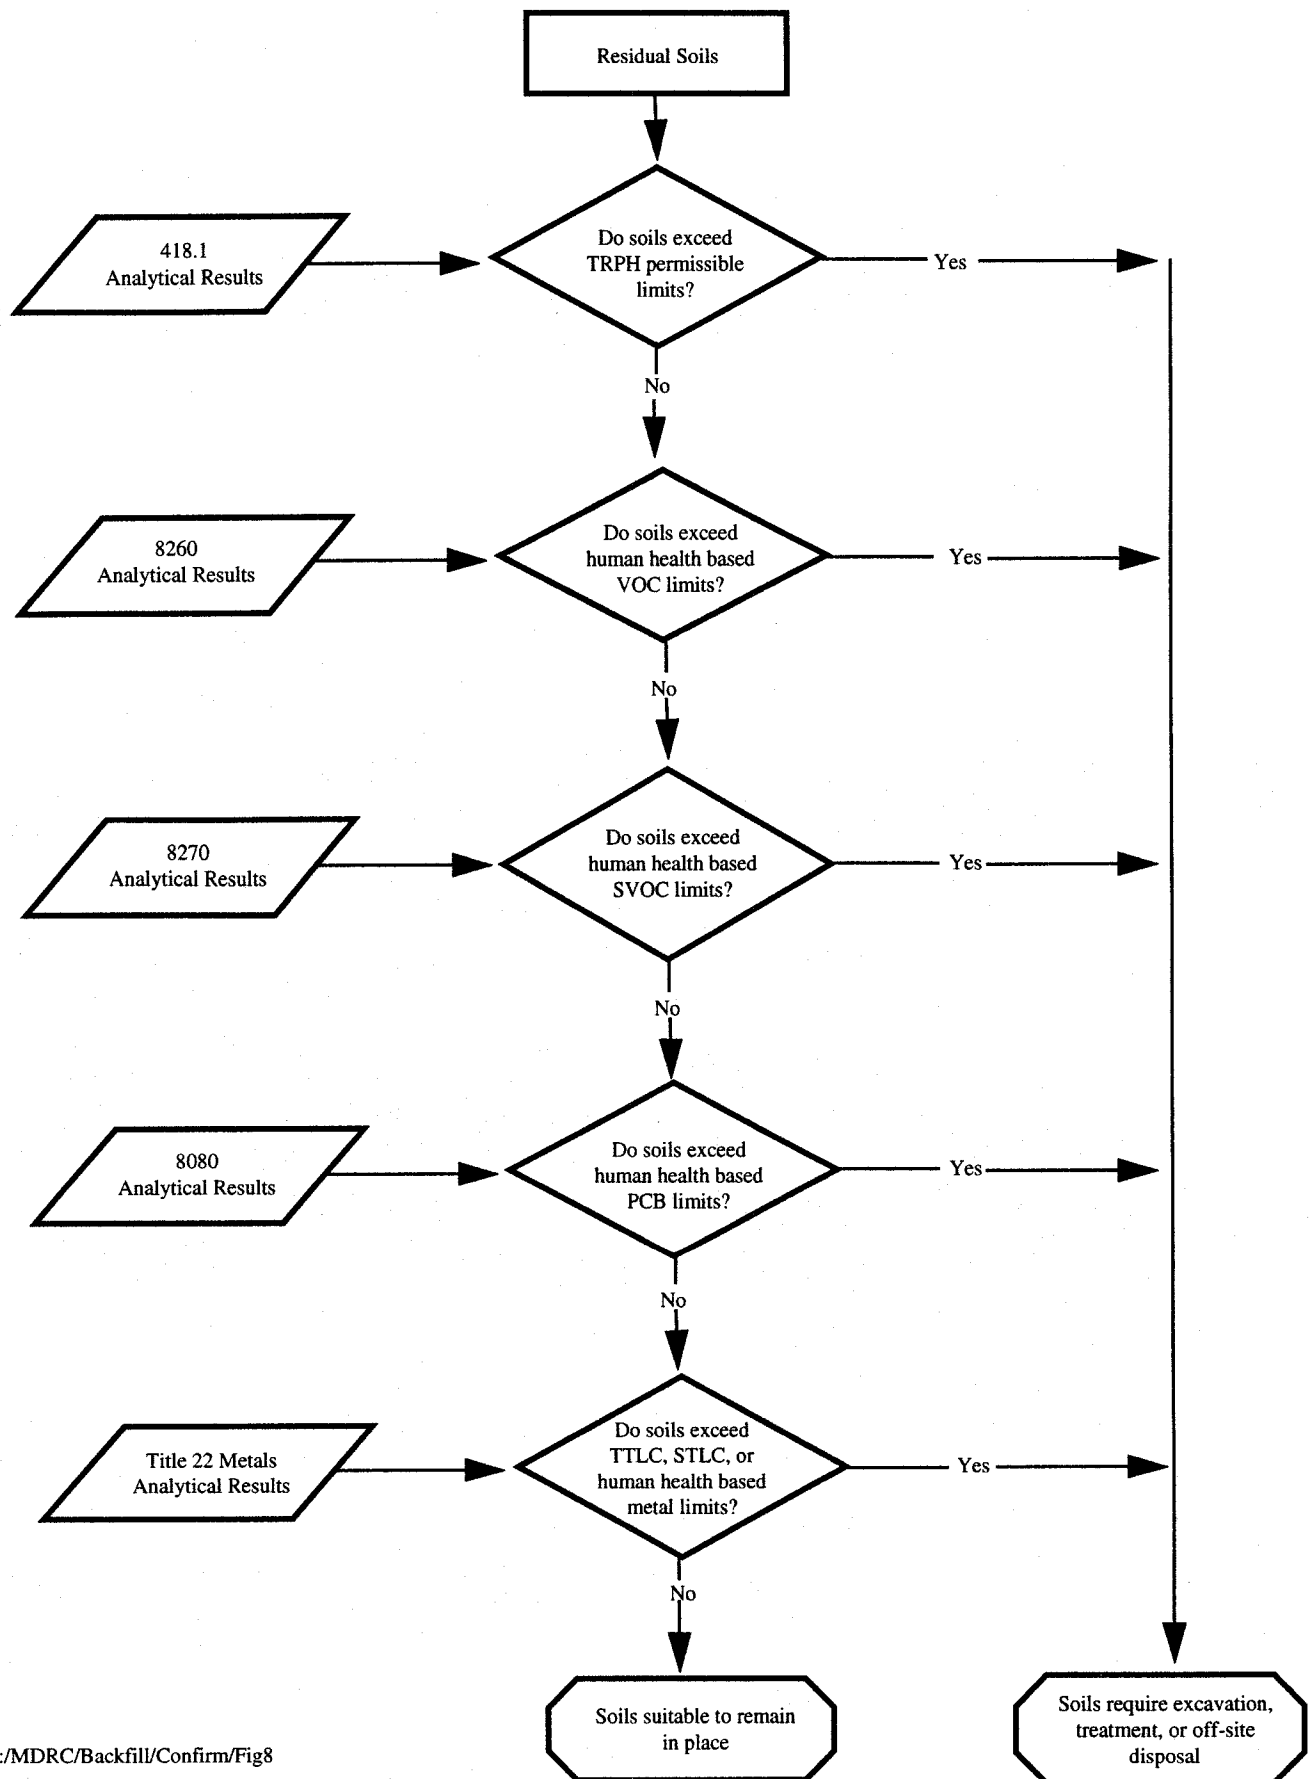 Residual Soils
418.1
Analytical Results
Do soils exceed
TRPH permissible
limits?
Yes
No
8260
Analytical Results
Do soils exceed
human health based
VOC limits?
Yes
No
8270
Analytical Results
Do soils exceed
human health based
SVOC limits?
Yes
No
8080
Analytical Results
Do soils exceed
human health based
PCB limits?
Yes
No
Title 22 Metals
Analytical Results
Do soils exceed
TTLC, STLC, or
human health based
metal limits?
Yes
No
Soils suitable to remain
in place
Soils require excavation,
treatment, or off-site
disposal
:/MDRC/Backfill/Confirm/Fig8